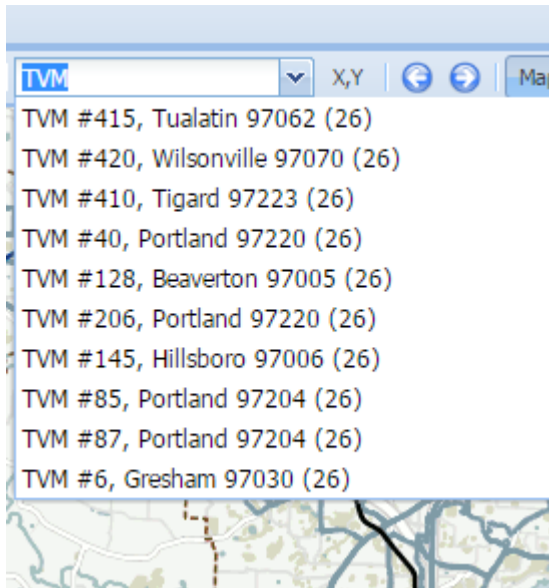 TVM X,Y Map
TVM #415, Tualatin 97062 (26)
TVM #420, Wilsonville 97070 (26)
TVM #410, Tigard 97223 (26)
TVM #40, Portland 97220 (26)
TVM #128, Beaverton 97005 (26)
TVM #206, Portland 97220 (26)
TVM #145, Hillsboro 97006 (26)
TVM #85, Portland 97204 (26)
TVM #87, Portland 97204 (26)
TVM #6, Gresham 97030 (26)